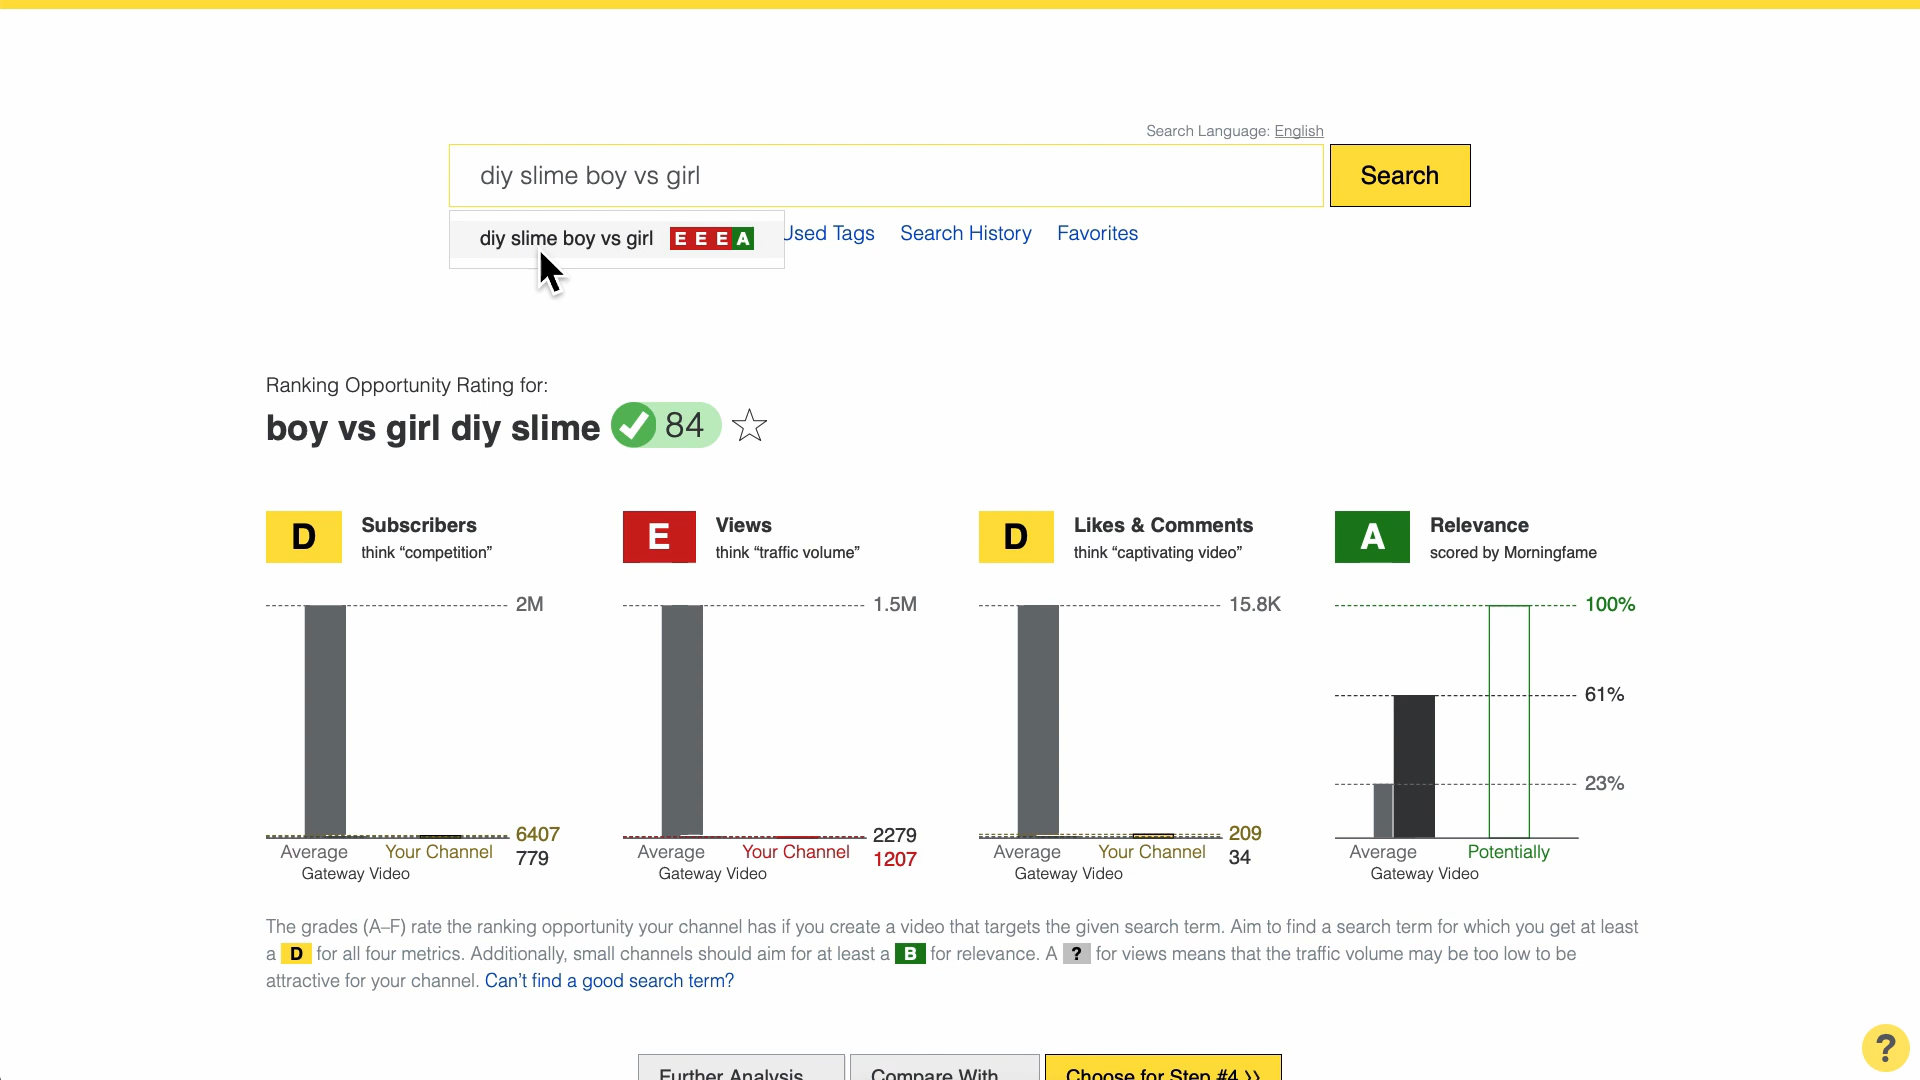 Search Language: English
diy slime boy vs girl
Search
diy slime boy vs girl E E E A
Used Tags Search History Favorites
Ranking Opportunity Rating for:
boy vs girl diy slime 84
D Subscribers
think “competition”
2M
6407
779
Average Your Channel
Gateway Video
E Views
think “traffic volume”
1.5M
2279
1207
Average Your Channel
Gateway Video
D Likes & Comments
think “captivating video”
15.8K
209
34
Average Your Channel
Gateway Video
A Relevance
scored by Morningfame
100%
61%
23%
Average Potentially
Gateway Video
The grades (A–F) rate the ranking opportunity your channel has if you create a video that targets the given search term. Aim to find a search term for which you get at least
a D for all four metrics. Additionally, small channels should aim for at least a B for relevance. A ? for views means that the traffic volume may be too low to be
attractive for your channel. Can’t find a good search term?
Further Analysis Compare With Choose for Step #4 ⟩⟩
?